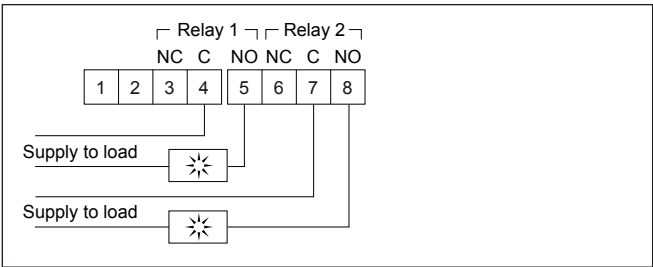 Relay 1 Relay 2
NC C NO NC C NO
1 2 3 4 5 6 7 8
Supply to load
Supply to load